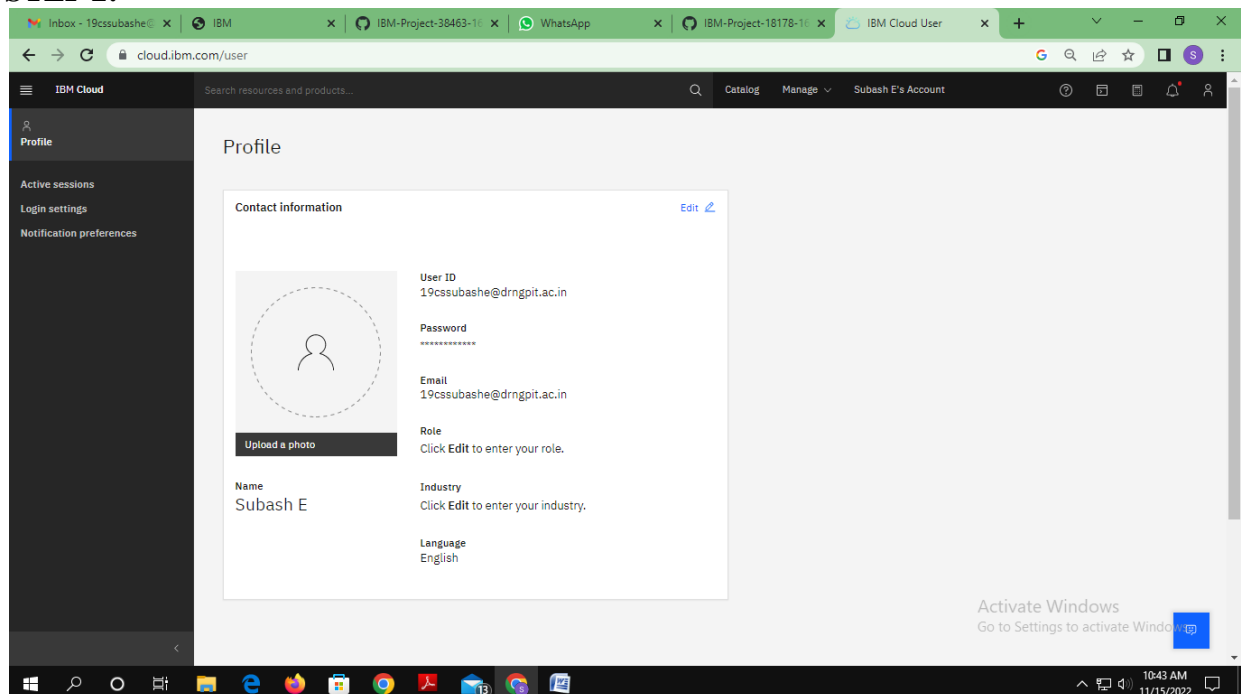 Inbox - 19cssubashe@
IBM
IBM-Project-38463-16
WhatsApp
IBM-Project-18178-16
IBM Cloud User
cloud.ibm.com/user
IBM Cloud
Search resources and products...
Catalog
Manage
Subash E's Account
Profile
Active sessions
Login settings
Notification preferences
Profile
Contact information
Edit
User ID
19cssubashe@drngpit.ac.in
Password
************
Email
19cssubashe@drngpit.ac.in
Role
Click Edit to enter your role.
Upload a photo
Name
Subash E
Industry
Click Edit to enter your industry.
Language
English
Activate Windows
Go to Settings to activate Windows.
13
10:43 AM
11/15/2022